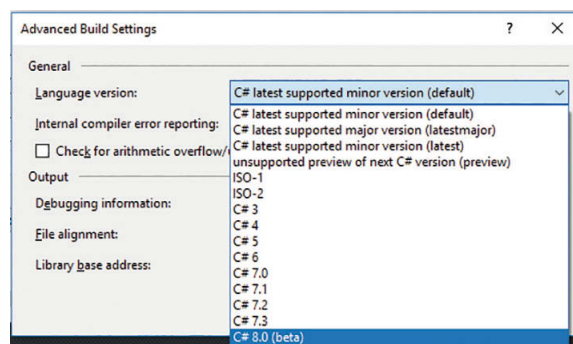 Advanced Build Settings ? ×
General
Language version: C# latest supported minor version (default)
C# latest supported minor version (default)
Internal compiler error reporting: C# latest supported major version (latestmajor)
C# latest supported minor version (latest)
Check for arithmetic overflow/
unsupported preview of next C# version (preview)
Output
ISO-1
ISO-2
Debugging information:
C# 3
C# 4
File alignment:
C# 5
C# 6
Library base address:
C# 7.0
C# 7.1
C# 7.2
C# 7.3
C# 8.0 (beta)